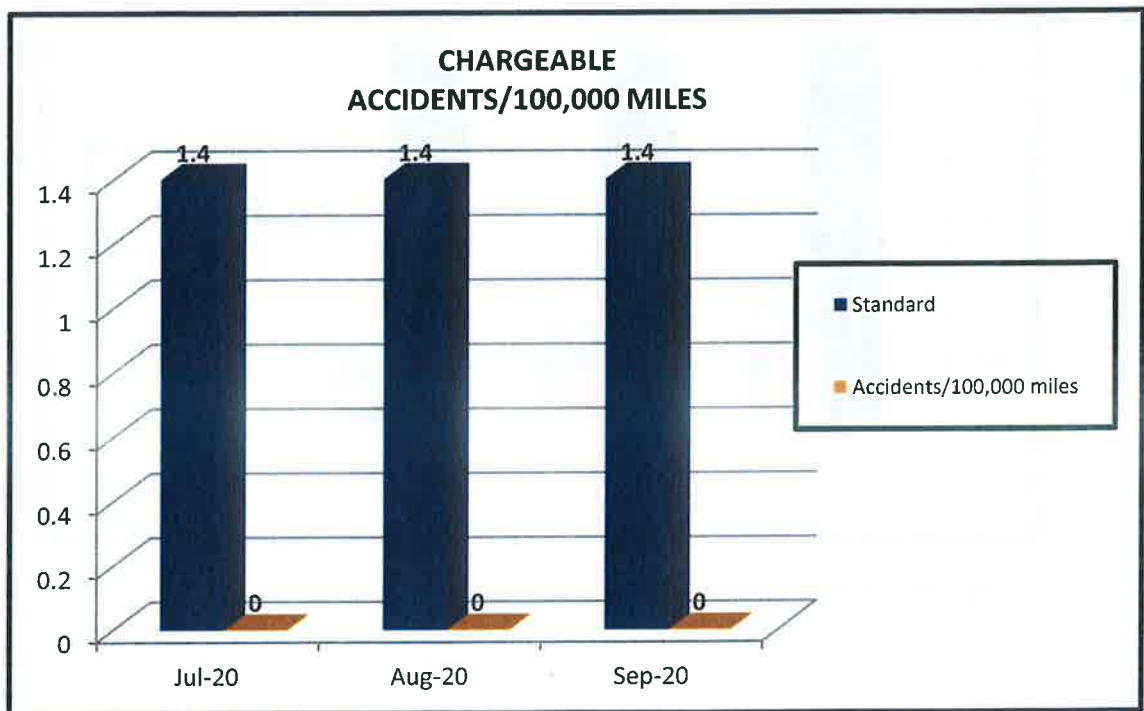 CHARGEABLE
ACCIDENTS/100,000 MILES
1.4 1.4 1.4
1.4
1.2
1
0.8
0.6
0.4
0.2
0
0 0 0
Jul-20 Aug-20 Sep-20
Standard
Accidents/100,000 miles